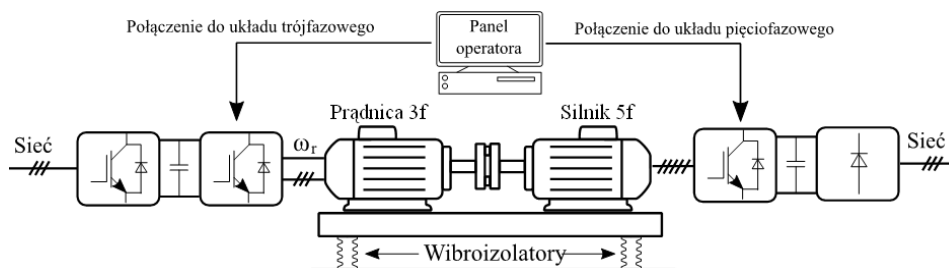 Połączenie do układu trójfazowego
Panel
operatora
Połączenie do układu pięciofazowego
Prądnica 3f
Silnik 5f
Sieć
ωr
Sieć
Wibroizolatory